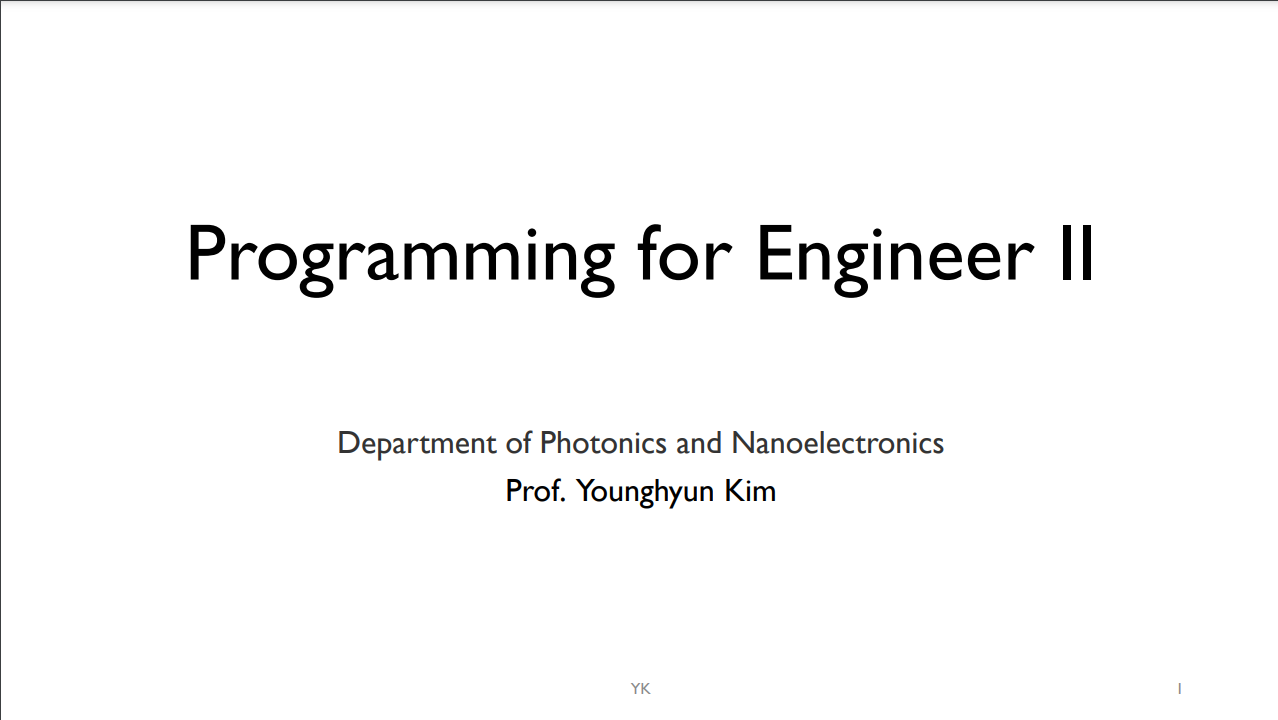 Programming for Engineer II
Department of Photonics and Nanoelectronics
Prof. Younghyun Kim
YK
1